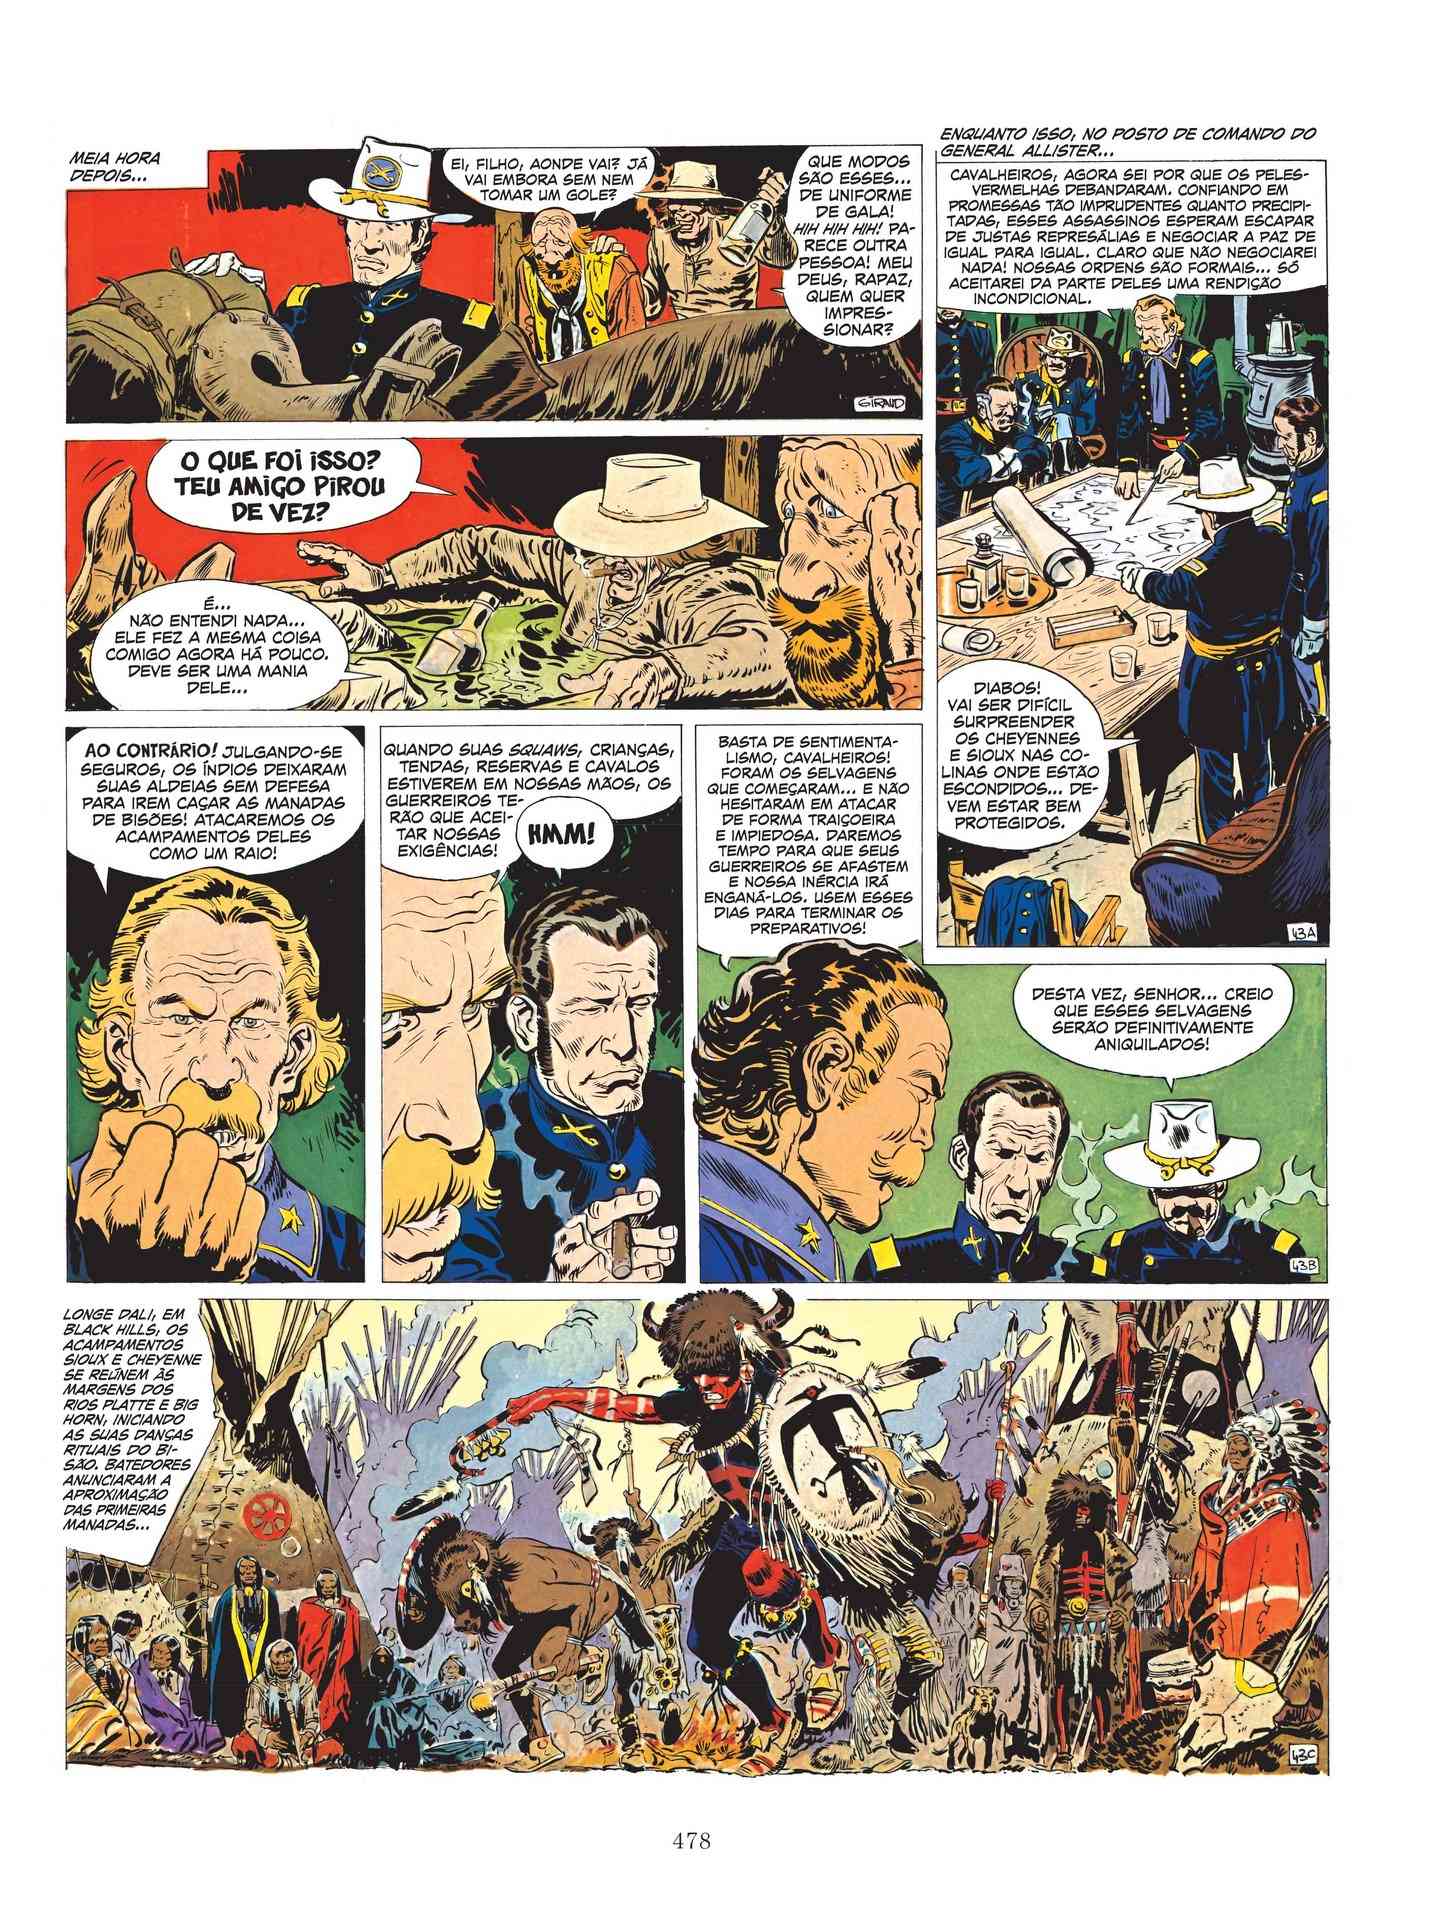 MEIA HORA
DEPOIS...
EI, FILHO, AONDE VAI? JÁ
VAI EMBORA SEM NEM
TOMAR UM GOLE?
QUE MODOS
SÃO ESSES...
DE UNIFORME
DE GALA!
HIH HIH HIH! PA-
RECE OUTRA
PESSOA! MEU
DEUS, RAPAZ,
QUEM QUER
IMPRES-
SIONAR?
GIRAUD
O QUE FOI ISSO?
TEU AMIGO PIROU
DE VEZ?
É...
NÃO ENTENDI NADA...
ELE FEZ A MESMA COISA
COMIGO AGORA HÁ POUCO.
DEVE SER UMA MANIA
DELE...
ENQUANTO ISSO, NO POSTO DE COMANDO DO
GENERAL ALLISTER...
CAVALHEIROS, AGORA SEI POR QUE OS PELES-
VERMELHAS DEBANDARAM. CONFIANDO EM
PROMESSAS TÃO IMPRUDENTES QUANTO PRECIPI-
TADAS, ESSES ASSASSINOS ESPERAM ESCAPAR
DE JUSTAS REPRESÁLIAS E NEGOCIAR A PAZ DE
IGUAL PARA IGUAL. CLARO QUE NÃO NEGOCIAREI
NADA! NOSSAS ORDENS SÃO FORMAIS... SÓ
ACEITAREI DA PARTE DELES UMA RENDIÇÃO
INCONDICIONAL.
DIABOS!
VAI SER DIFÍCIL
SURPREENDER
OS CHEYENNES
E SIOUX NAS CO-
LINAS ONDE ESTÃO
ESCONDIDOS... DE-
VEM ESTAR BEM
PROTEGIDOS.
43A
AO CONTRÁRIO! JULGANDO-SE
SEGUROS, OS ÍNDIOS DEIXARAM
SUAS ALDEIAS SEM DEFESA
PARA IREM CAÇAR AS MANADAS
DE BISÕES! ATACAREMOS OS
ACAMPAMENTOS DELES
COMO UM RAIO!
QUANDO SUAS SQUAWS, CRIANÇAS,
TENDAS, RESERVAS E CAVALOS
ESTIVEREM EM NOSSAS MÃOS, OS
GUERREIROS TE-
RÃO QUE ACEI-
TAR NOSSAS
EXIGÊNCIAS!
HMM!
BASTA DE SENTIMENTA-
LISMO, CAVALHEIROS!
FORAM OS SELVAGENS
QUE COMEÇARAM... E NÃO
HESITARAM EM ATACAR
DE FORMA TRAIÇOEIRA
E IMPIEDOSA. DAREMOS
TEMPO PARA QUE SEUS
GUERREIROS SE AFASTEM
E NOSSA INÉRCIA IRÁ
ENGANÁ-LOS. USEM ESSES
DIAS PARA TERMINAR OS
PREPARATIVOS!
DESTA VEZ, SENHOR... CREIO
QUE ESSES SELVAGENS
SERÃO DEFINITIVAMENTE
ANIQUILADOS!
43B
LONGE DALI, EM
BLACK HILLS, OS
ACAMPAMENTOS
SIOUX E CHEYENNE
SE REÚNEM ÀS
MARGENS DOS
RIOS PLATTE E BIG
HORN, INICIANDO
AS SUAS DANÇAS
RITUAIS DO BI-
SÃO. BATEDORES
ANUNCIARAM A
APROXIMAÇÃO
DAS PRIMEIRAS
MANADAS...
43C
478